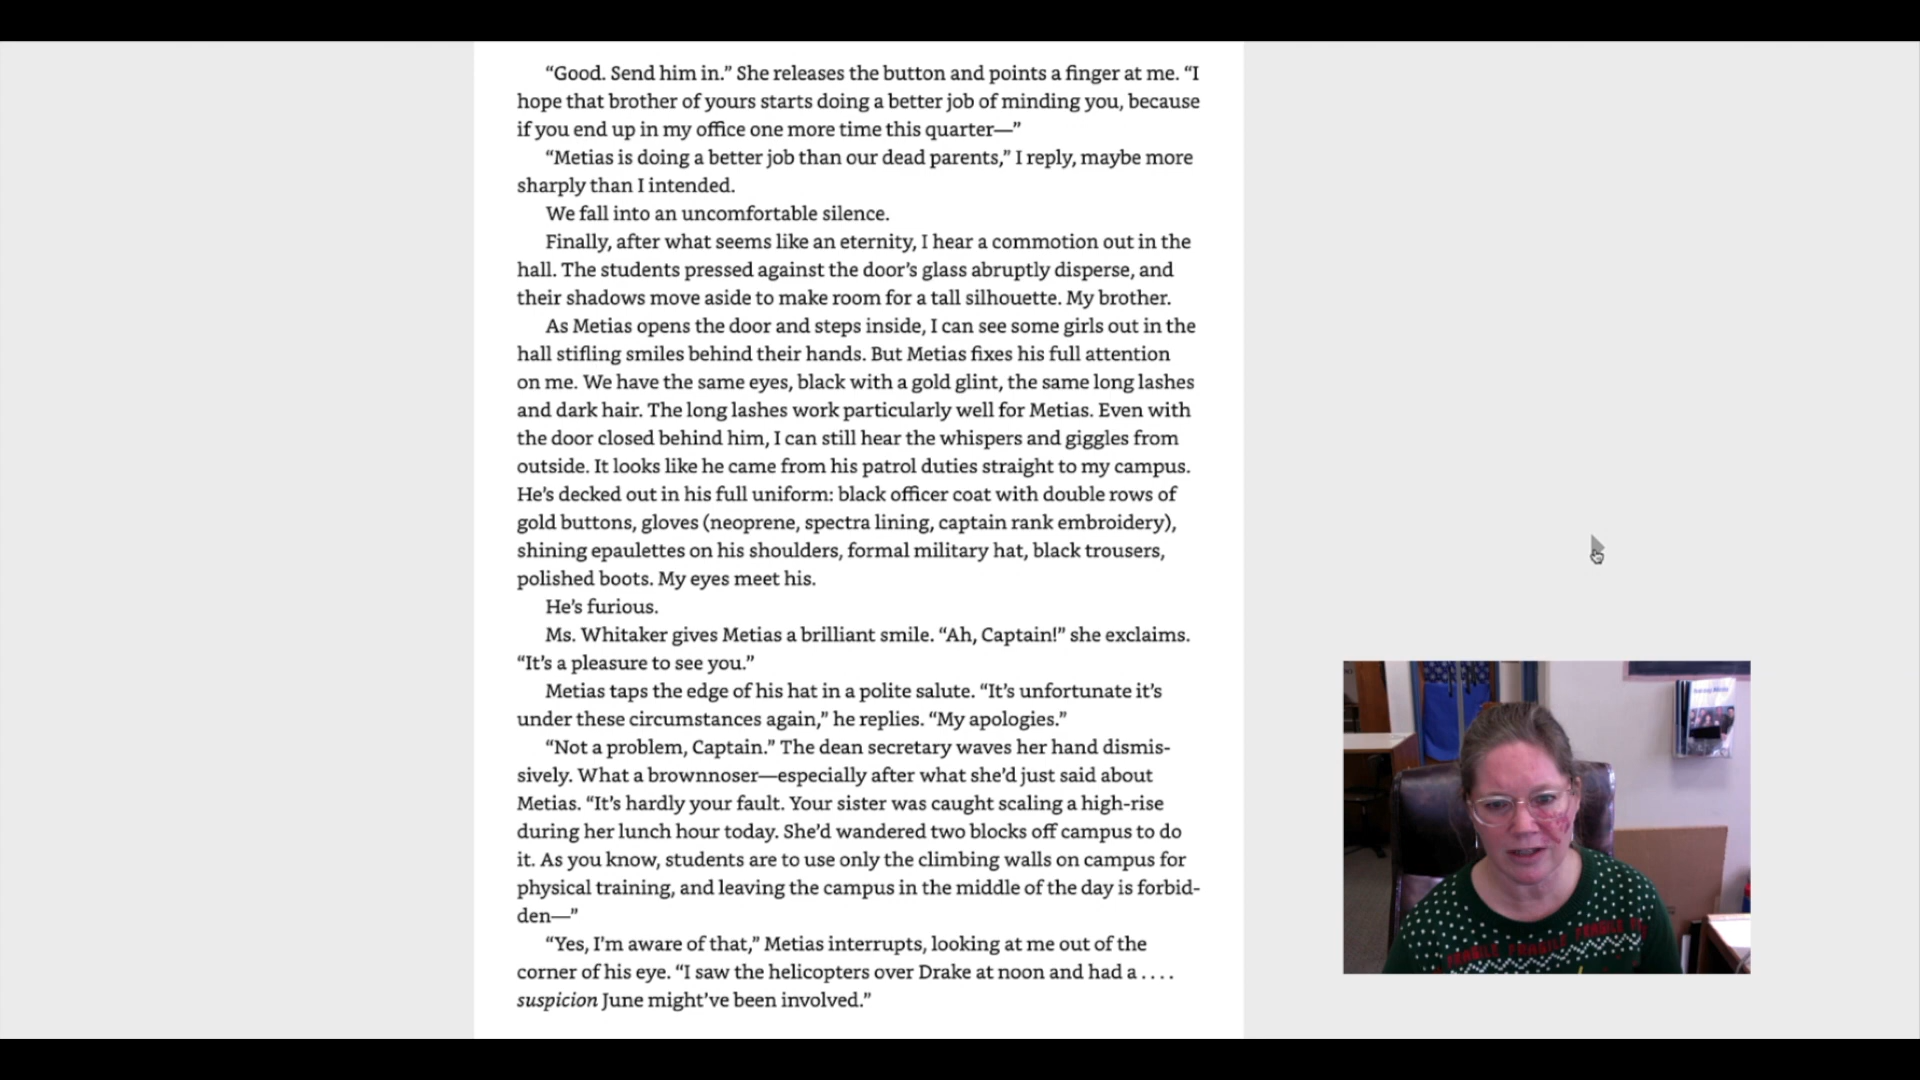 “Good. Send him in.” She releases the button and points a finger at me. “I
hope that brother of yours starts doing a better job of minding you, because
if you end up in my office one more time this quarter—”
“Metias is doing a better job than our dead parents,” I reply, maybe more
sharply than I intended.
We fall into an uncomfortable silence.
Finally, after what seems like an eternity, I hear a commotion out in the
hall. The students pressed against the door’s glass abruptly disperse, and
their shadows move aside to make room for a tall silhouette. My brother.
As Metias opens the door and steps inside, I can see some girls out in the
hall stifling smiles behind their hands. But Metias fixes his full attention
on me. We have the same eyes, black with a gold glint, the same long lashes
and dark hair. The long lashes work particularly well for Metias. Even with
the door closed behind him, I can still hear the whispers and giggles from
outside. It looks like he came from his patrol duties straight to my campus.
He’s decked out in his full uniform: black officer coat with double rows of
gold buttons, gloves (neoprene, spectra lining, captain rank embroidery),
shining epaulettes on his shoulders, formal military hat, black trousers,
polished boots. My eyes meet his.
He’s furious.
Ms. Whitaker gives Metias a brilliant smile. “Ah, Captain!” she exclaims.
“It’s a pleasure to see you.”
Metias taps the edge of his hat in a polite salute. “It’s unfortunate it’s
under these circumstances again,” he replies. “My apologies.”
“Not a problem, Captain.” The dean secretary waves her hand dismis-
sively. What a brownnoser—especially after what she’d just said about
Metias. “It’s hardly your fault. Your sister was caught scaling a high-rise
during her lunch hour today. She’d wandered two blocks off campus to do
it. As you know, students are to use only the climbing walls on campus for
physical training, and leaving the campus in the middle of the day is forbid-
den—”
“Yes, I’m aware of that,” Metias interrupts, looking at me out of the
corner of his eye. “I saw the helicopters over Drake at noon and had a . . . .
suspicion June might’ve been involved.”
FRAGILE FRAGILE FRAGILE